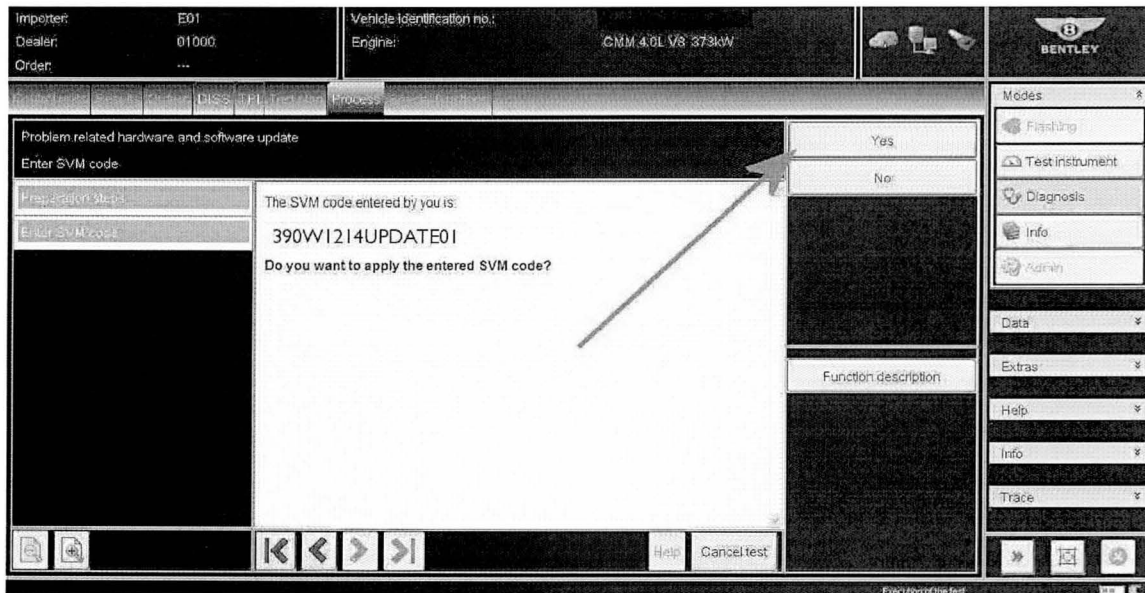 Importer: E01
Dealer: 01000
Order: ---
Vehicle identification no.:
Engine: CMM 4.0L V8 373kW
BENTLEY
DISS
TPI
Process
Problem related hardware and software update
Enter SVM code
Preparation steps
Enter SVM code
The SVM code entered by you is:
390W1214UPDATE01
Do you want to apply the entered SVM code?
Yes
No
Function description
Help
Cancel test
Modes
Flashing
Test instrument
Diagnosis
Info
Admin
Data
Extras
Help
Info
Trace
Execution of the test